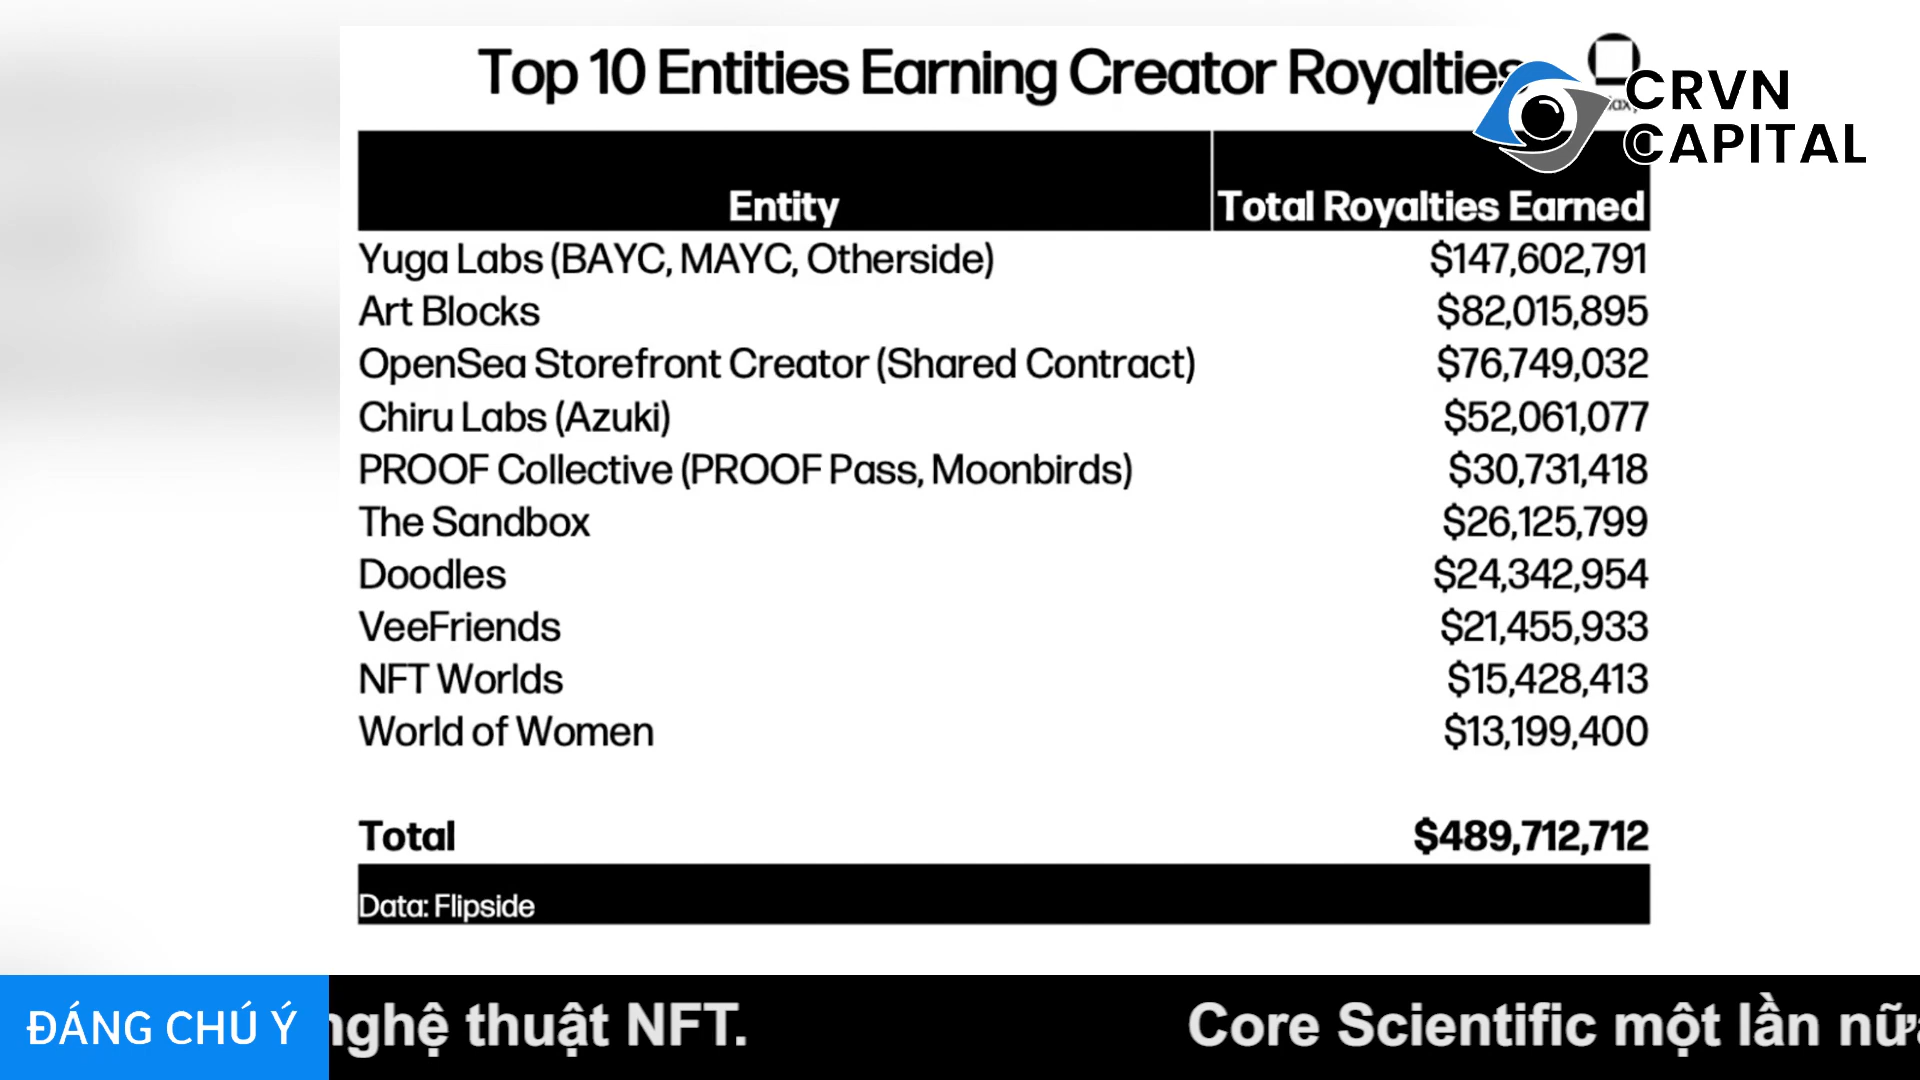 Top 10 Entities Earning Creator Royalties
CRVN
CAPITAL
Entity Total Royalties Earned
Yuga Labs (BAYC, MAYC, Otherside) $147,602,791
Art Blocks $82,015,895
OpenSea Storefront Creator (Shared Contract) $76,749,032
Chiru Labs (Azuki) $52,061,077
PROOF Collective (PROOF Pass, Moonbirds) $30,731,418
The Sandbox $26,125,799
Doodles $24,342,954
VeeFriends $21,455,933
NFT Worlds $15,428,413
World of Women $13,199,400
Total $489,712,712
Data: Flipside
ĐÁNG CHÚ Ý nghệ thuật NFT. Core Scientific một lần nữa